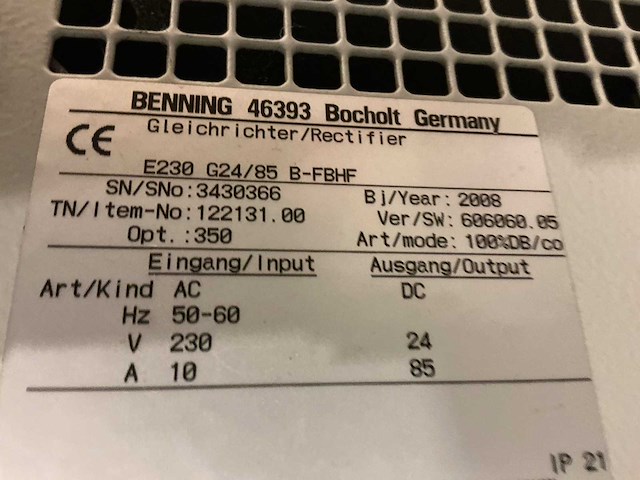 BENNING 46393 Bocholt Germany
CE Gleichrichter/Rectifier
E230 G24/85 B-FBHF
SN/SNo:3430366 Bj/Year: 2008
TN/Item-No:122131.00 Ver/SW: 606060.05
Opt.:350 Art/mode: 100%DB/co
Eingang/Input Ausgang/Output
Art/Kind AC DC
Hz 50-60
V 230 24
A 10 85
IP 21